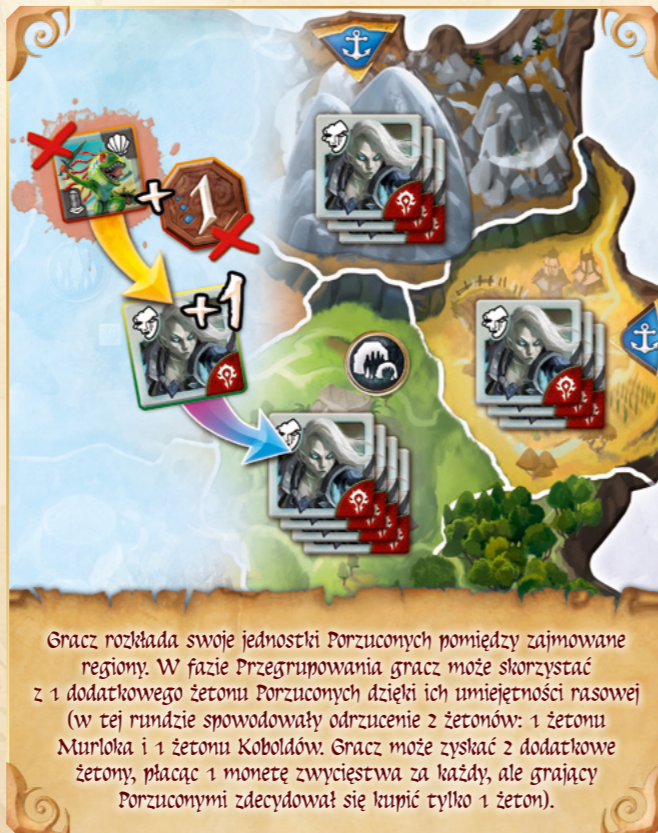 1
+
+1
Gracz rozkłada swoje jednostki Porzuconych pomiędzy zajmowane
regiony. W fazie Przegrupowania gracz może skorzystać
z 1 dodatkowego żetonu Porzuconych dzięki ich umiejętności rasowej
(w tej rundzie spowodowały odrzucenie 2 żetonów: 1 żetonu
Murloka i 1 żetonu Koboldów. Gracz może zyskać 2 dodatkowe
żetony, płacąc 1 monetę zwycięstwa za każdy, ale grający
Porzuconymi zdecydował się kupić tylko 1 żeton).